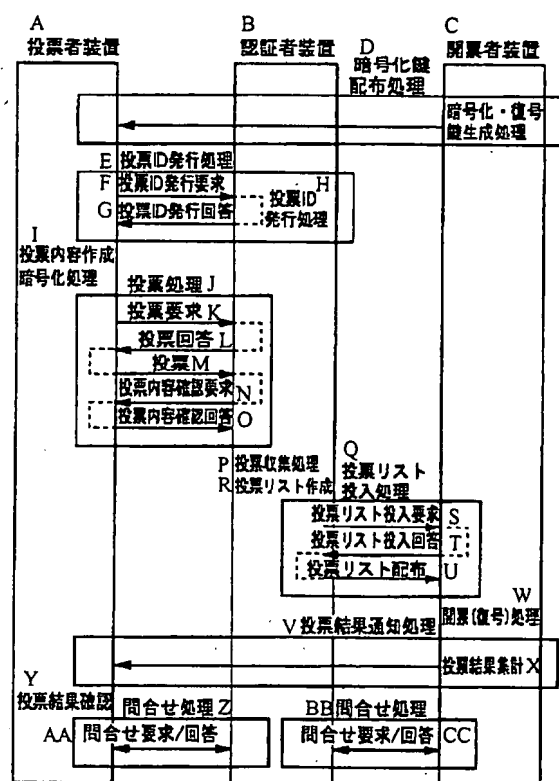 A
投票者装置
B
認証者装置
C
開票者装置
D
暗号化鍵
配布処理
暗号化・復号
鍵生成処理
E 投票ID発行処理
F 投票ID発行要求
H
投票ID
発行処理
G 投票ID発行回答
I
投票内容作成
暗号化処理
投票処理 J
投票要求 K
投票回答 L
投票 M
投票内容確認要求 N
投票内容確認回答 O
P 投票収集処理
R 投票リスト作成
Q
投票リスト
投入処理
投票リスト投入要求 S
投票リスト投入回答 T
投票リスト配布 U
W
開票(復号)処理
V 投票結果通知処理
投票結果集計 X
Y
投票結果確認
問合せ処理 Z
BB 問合せ処理
AA 問合せ要求/回答
問合せ要求/回答 CC